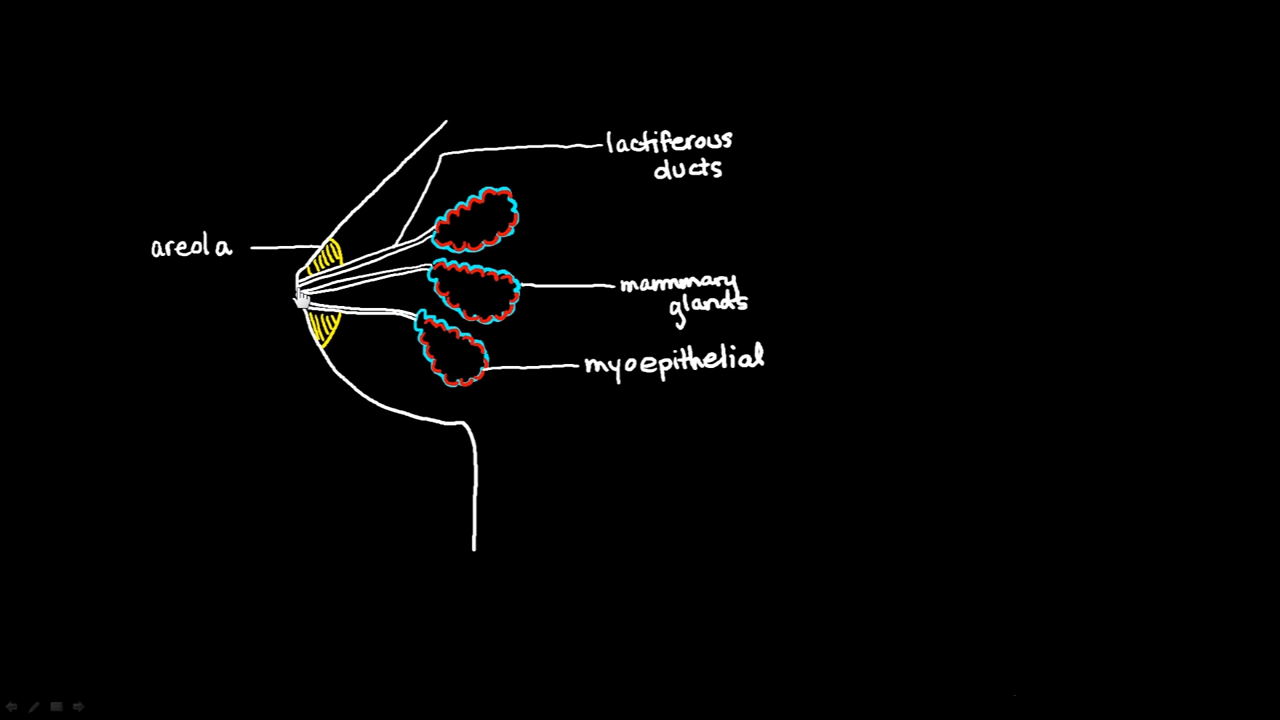 lactiferous
ducts
areola
mammary
glands
myoepithelial